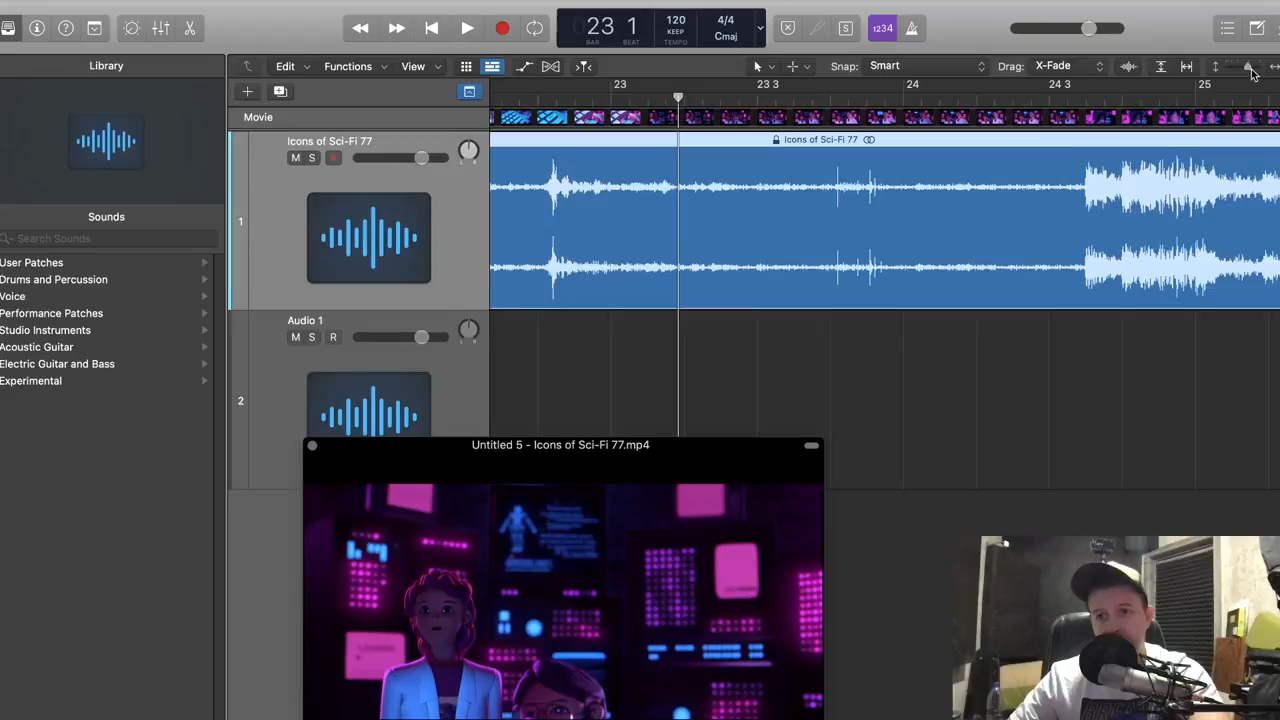 23 1
BAR BEAT
120
KEEP
TEMPO
4/4
Cmaj
S
1234
Library
Edit Functions View
Snap: Smart
Drag: X-Fade
23 23 3 24 24 3 25
Movie
Icons of Sci-Fi 77
M S
1
Icons of Sci-Fi 77
Sounds
Search Sounds
User Patches
Drums and Percussion
Voice
Performance Patches
Studio Instruments
Acoustic Guitar
Electric Guitar and Bass
Experimental
Audio 1
M S R
2
Untitled 5 - Icons of Sci-Fi 77.mp4